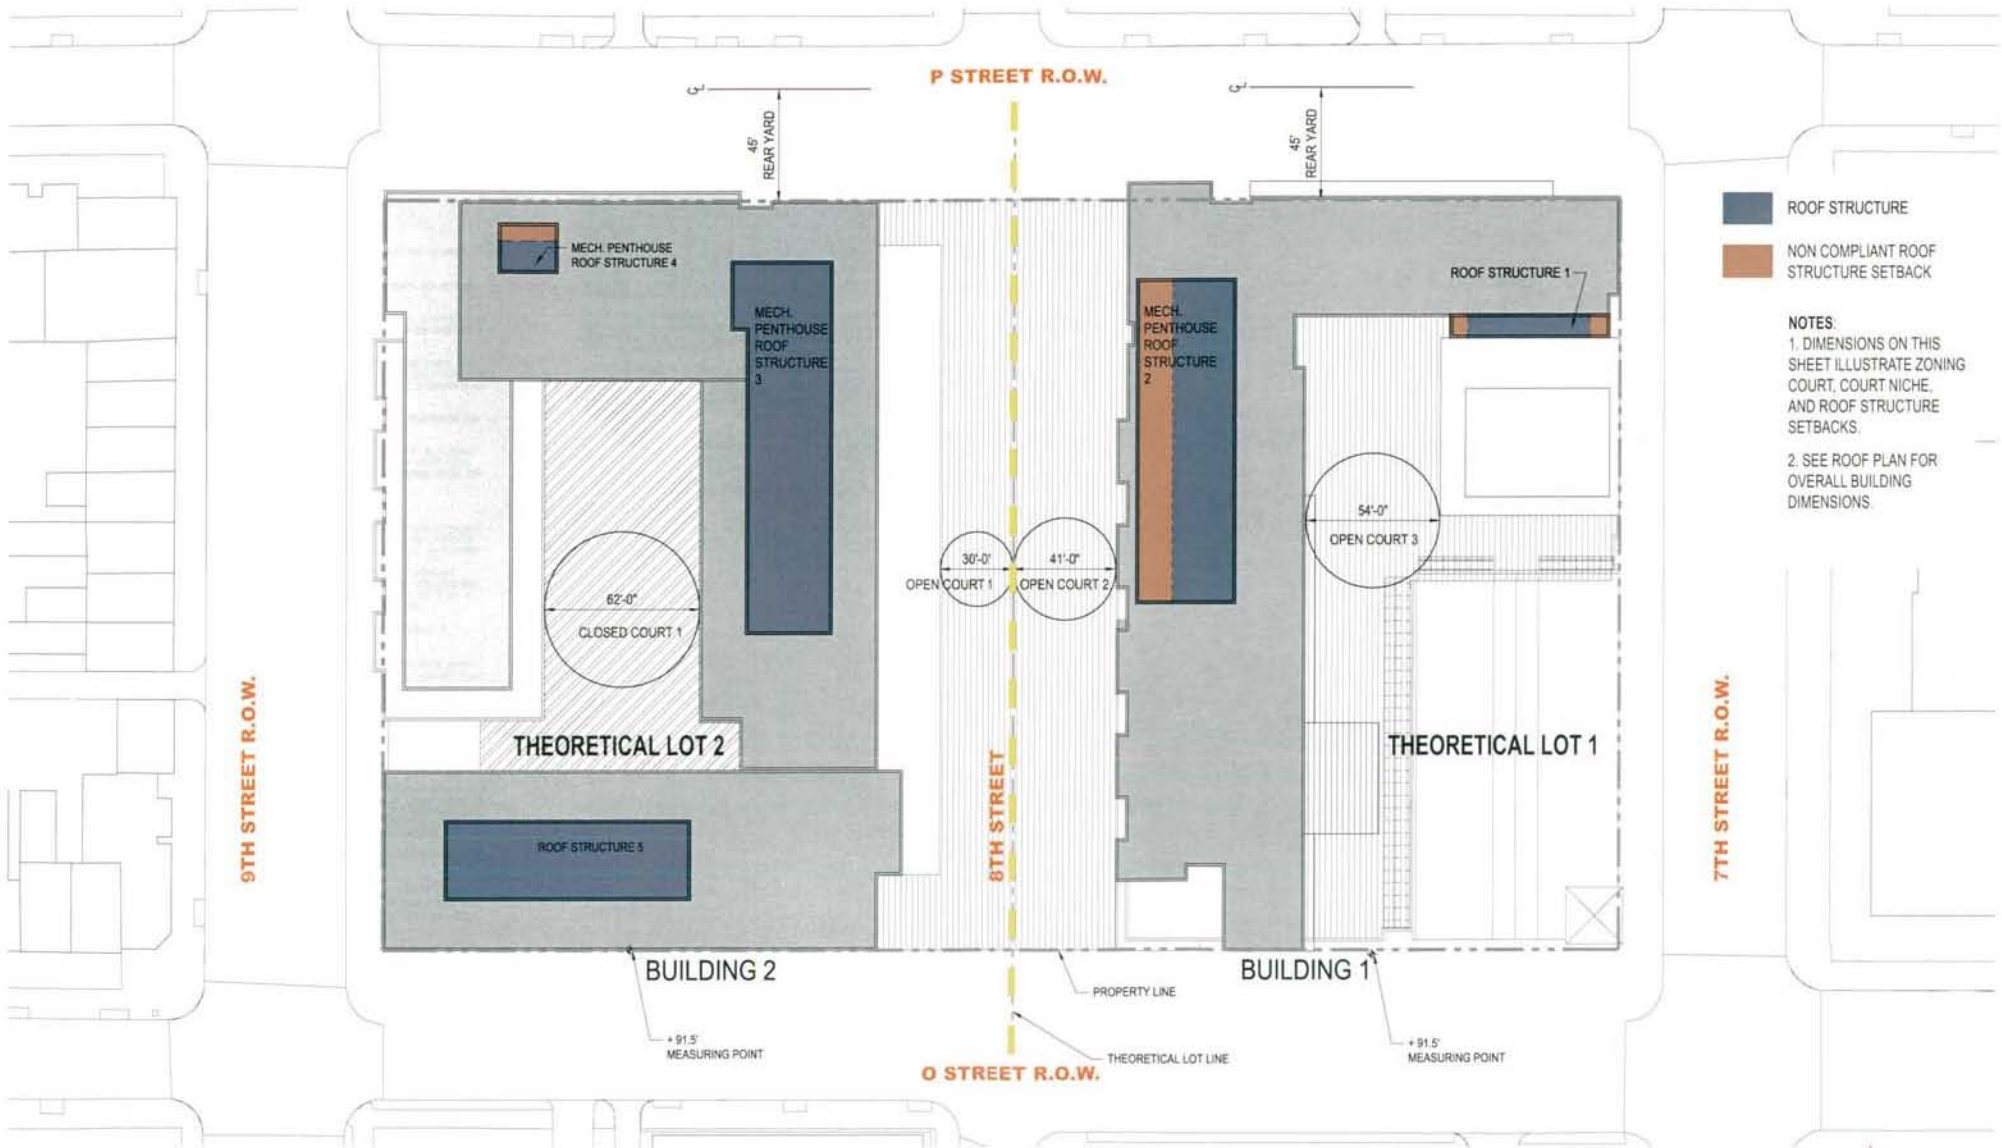 P STREET R.O.W.
45'
REAR YARD
45'
REAR YARD
MECH. PENTHOUSE
ROOF STRUCTURE 4
MECH.
PENTHOUSE
ROOF
STRUCTURE
3
MECH.
PENTHOUSE
ROOF
STRUCTURE
2
ROOF STRUCTURE 1
ROOF STRUCTURE
NON COMPLIANT ROOF
STRUCTURE SETBACK
NOTES:
1. DIMENSIONS ON THIS
SHEET ILLUSTRATE ZONING
COURT, COURT NICHE,
AND ROOF STRUCTURE
SETBACKS.
2. SEE ROOF PLAN FOR
OVERALL BUILDING
DIMENSIONS.
62'-0"
CLOSED COURT 1
30'-0'
OPEN COURT 1
41'-0"
OPEN COURT 2
54'-0"
OPEN COURT 3
THEORETICAL LOT 2
THEORETICAL LOT 1
9TH STREET R.O.W.
8TH STREET
7TH STREET R.O.W.
ROOF STRUCTURE 5
BUILDING 2
BUILDING 1
PROPERTY LINE
+ 91.5'
MEASURING POINT
THEORETICAL LOT LINE
+ 91.5'
MEASURING POINT
O STREET R.O.W.